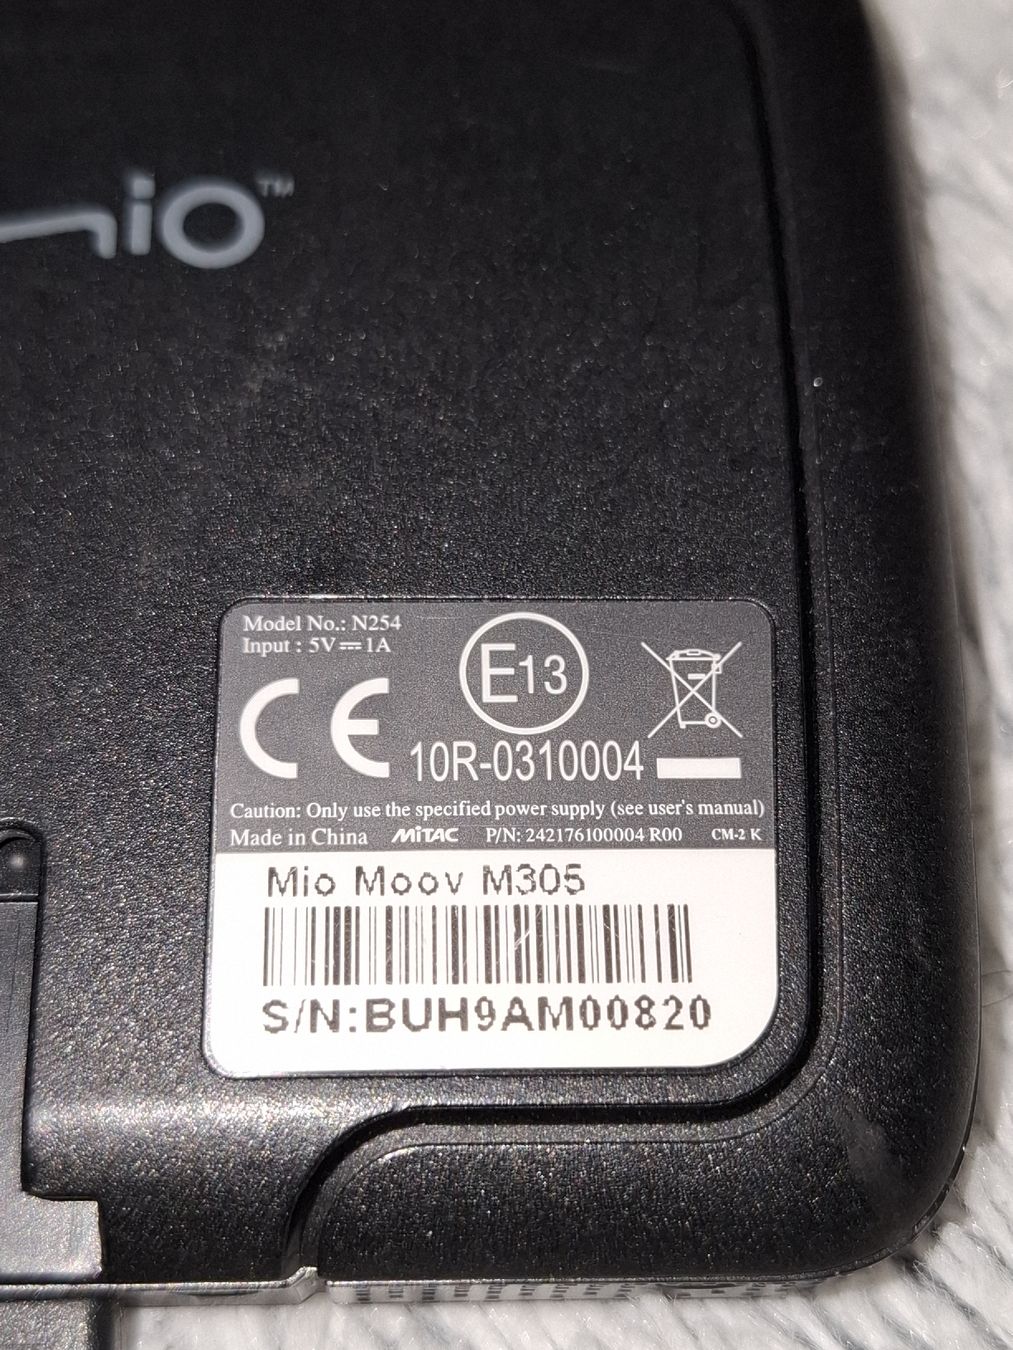 mio™
Model No.: N254
Input : 5V⎓1A
E13
CE
10R-0310004
Caution: Only use the specified power supply (see user's manual)
Made in China MiTAC P/N: 242176100004 R00 CM-2 K
Mio Moov M305
S/N:BUH9AM00820